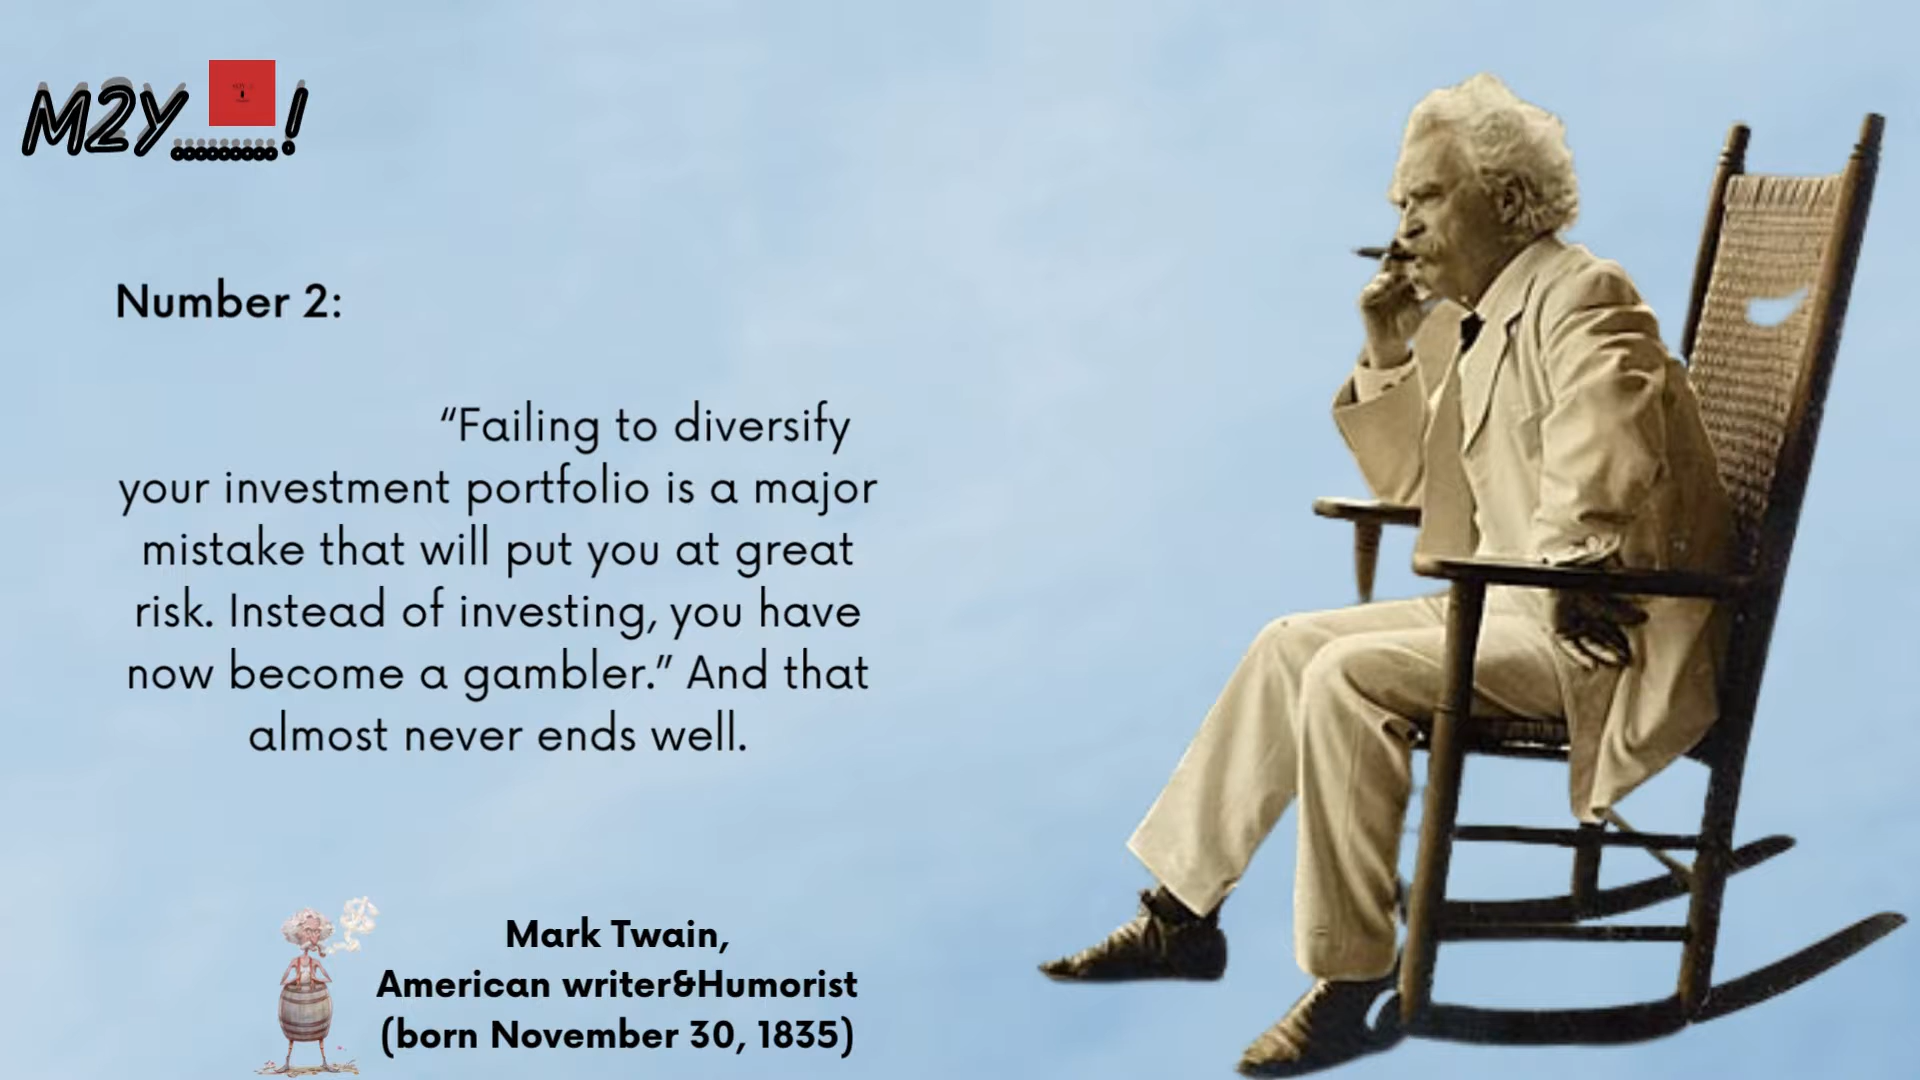 M2Y.........!
Number 2:
“Failing to diversify
your investment portfolio is a major
mistake that will put you at great
risk. Instead of investing, you have
now become a gambler.” And that
almost never ends well.
Mark Twain,
American writer&Humorist
(born November 30, 1835)